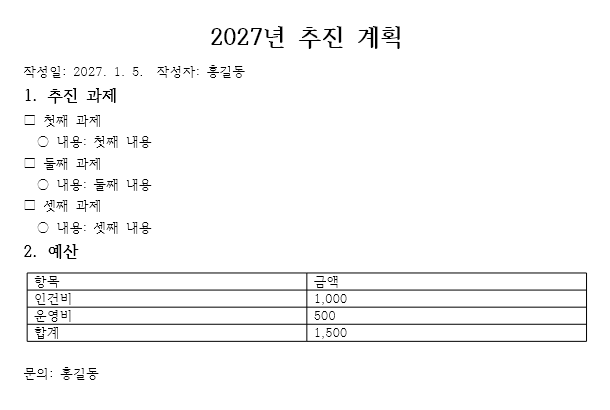 2027년 추진 계획
작성일: 2027. 1. 5. 작성자: 홍길동
1. 추진 과제
□ 첫째 과제
○ 내용: 첫째 내용
□ 둘째 과제
○ 내용: 둘째 내용
□ 셋째 과제
○ 내용: 셋째 내용
2. 예산
항목 금액
인건비 1,000
운영비 500
합계 1,500
문의: 홍길동